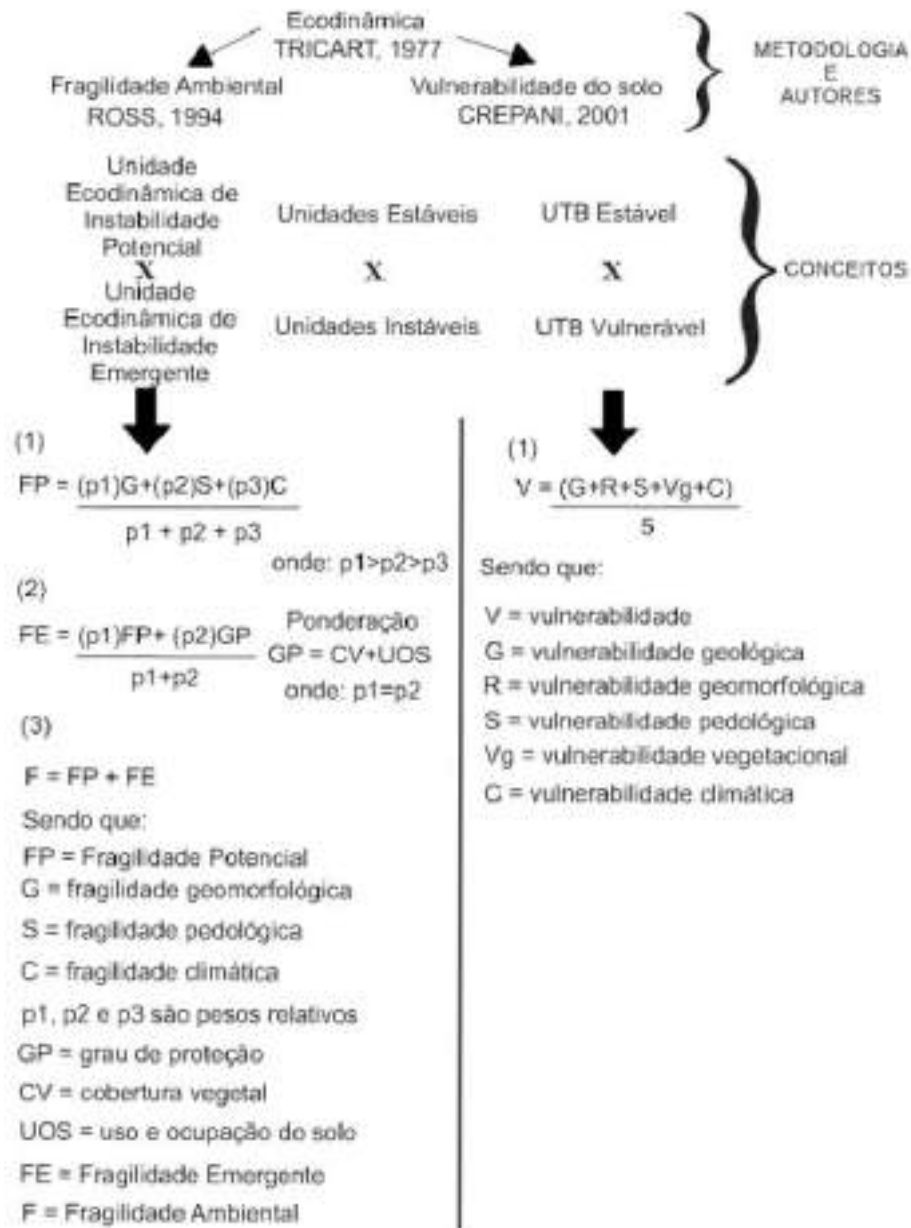 Ecodinâmica
TRICART, 1977
Fragilidade Ambiental
ROSS, 1994
Vulnerabilidade do solo
CREPANI, 2001
METODOLOGIA
E
AUTORES
Unidade
Ecodinâmica de
Instabilidade
Potencial
X
Unidade
Ecodinâmica de
Instabilidade
Emergente
Unidades Estáveis
X
Unidades Instáveis
UTB Estável
X
UTB Vulnerável
CONCEITOS
(1)
FP = (p1)G+(p2)S+(p3)C
p1 + p2 + p3
onde: p1>p2>p3
(2)
FE = (p1)FP+ (p2)GP
p1+p2
Ponderação
GP = CV+UOS
onde: p1=p2
(3)
F = FP + FE
Sendo que:
FP = Fragilidade Potencial
G = fragilidade geomorfológica
S = fragilidade pedológica
C = fragilidade climática
p1, p2 e p3 são pesos relativos
GP = grau de proteção
CV = cobertura vegetal
UOS = uso e ocupação do solo
FE = Fragilidade Emergente
F = Fragilidade Ambiental
(1)
V = (G+R+S+Vg+C)
5
Sendo que:
V = vulnerabilidade
G = vulnerabilidade geológica
R = vulnerabilidade geomorfológica
S = vulnerabilidade pedológica
Vg = vulnerabilidade vegetacional
C = vulnerabilidade climática